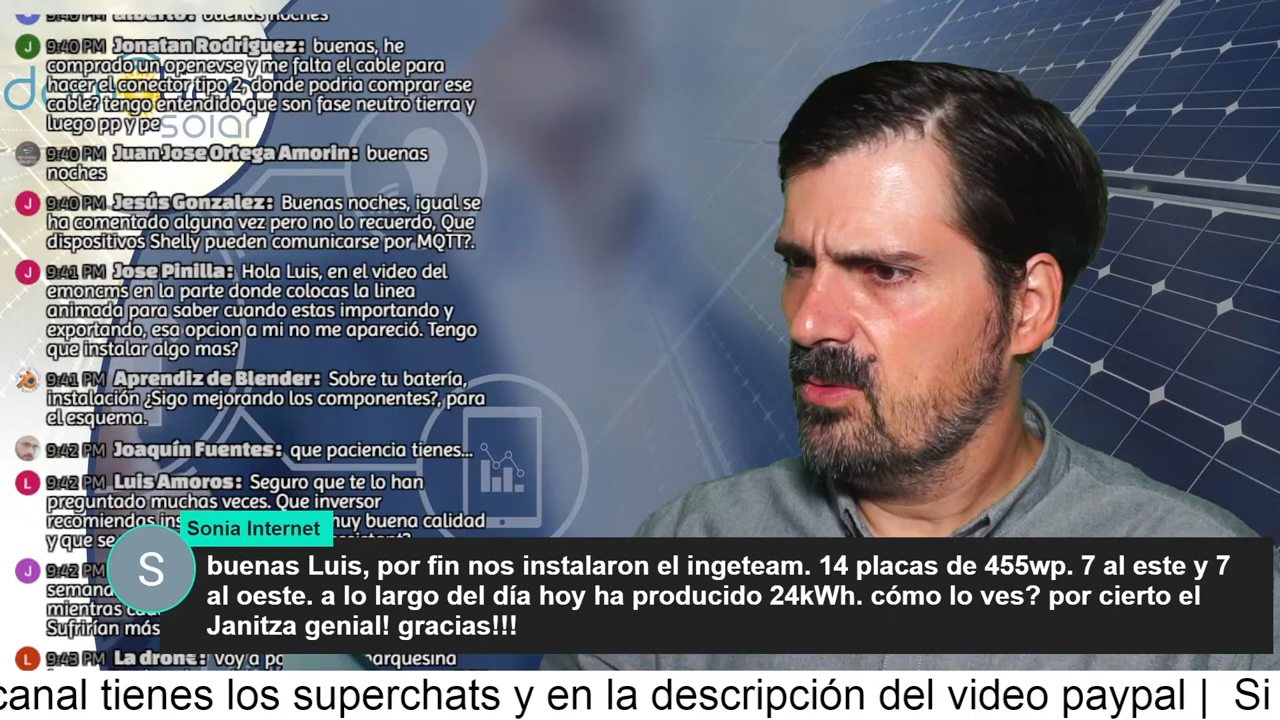 9:40 PM alberto: buenas noches
9:40 PM Jonatan Rodriguez: buenas, he
comprado un openevse y me falta el cable para
hacer el conector tipo 2, donde podria comprar ese
cable? tengo entendido que son fase neutro tierra y
luego pp y pe
solar
9:40 PM Juan Jose Ortega Amorin: buenas
noches
9:40 PM Jesús Gonzalez: Buenas noches, igual se
ha comentado alguna vez pero no lo recuerdo, Que
dispositivos Shelly pueden comunicarse por MQTT?.
9:41 PM Jose Pinilla: Hola Luis, en el video del
emoncms en la parte donde colocas la linea
animada para saber cuando estas importando y
exportando, esa opcion a mi no me apareció. Tengo
que instalar algo mas?
9:41 PM Aprendiz de Blender: Sobre tu batería,
instalación ¿Sigo mejorando los componentes?, para
el esquema.
9:42 PM Joaquín Fuentes: que paciencia tienes...
9:42 PM Luis Amoros: Seguro que te lo han
preguntado muchas veces. Que inversor
recomiendas muy buena calidad
y que se
9:42 PM
semana
mientras
Sufrirían más
9:43 PM La drone: Voy a marquesina
Sonia Internet
S
buenas Luis, por fin nos instalaron el ingeteam. 14 placas de 455wp. 7 al este y 7
al oeste. a lo largo del día hoy ha producido 24kWh. cómo lo ves? por cierto el
Janitza genial! gracias!!!
canal tienes los superchats y en la descripción del video paypal | Si